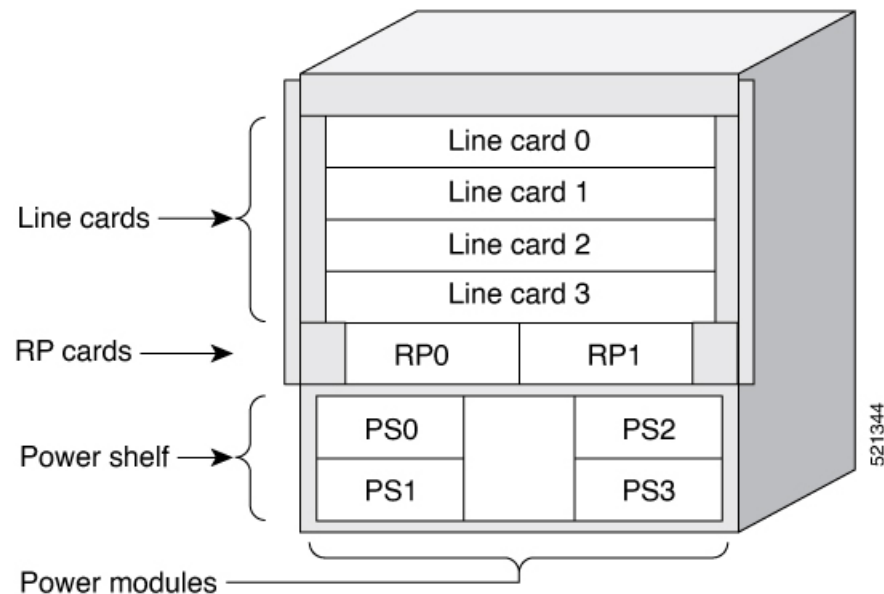 Line card 0
Line card 1
Line cards
Line card 2
Line card 3
RP cards
RP0
RP1
PS0
PS2
Power shelf
PS1
PS3
521344
Power modules